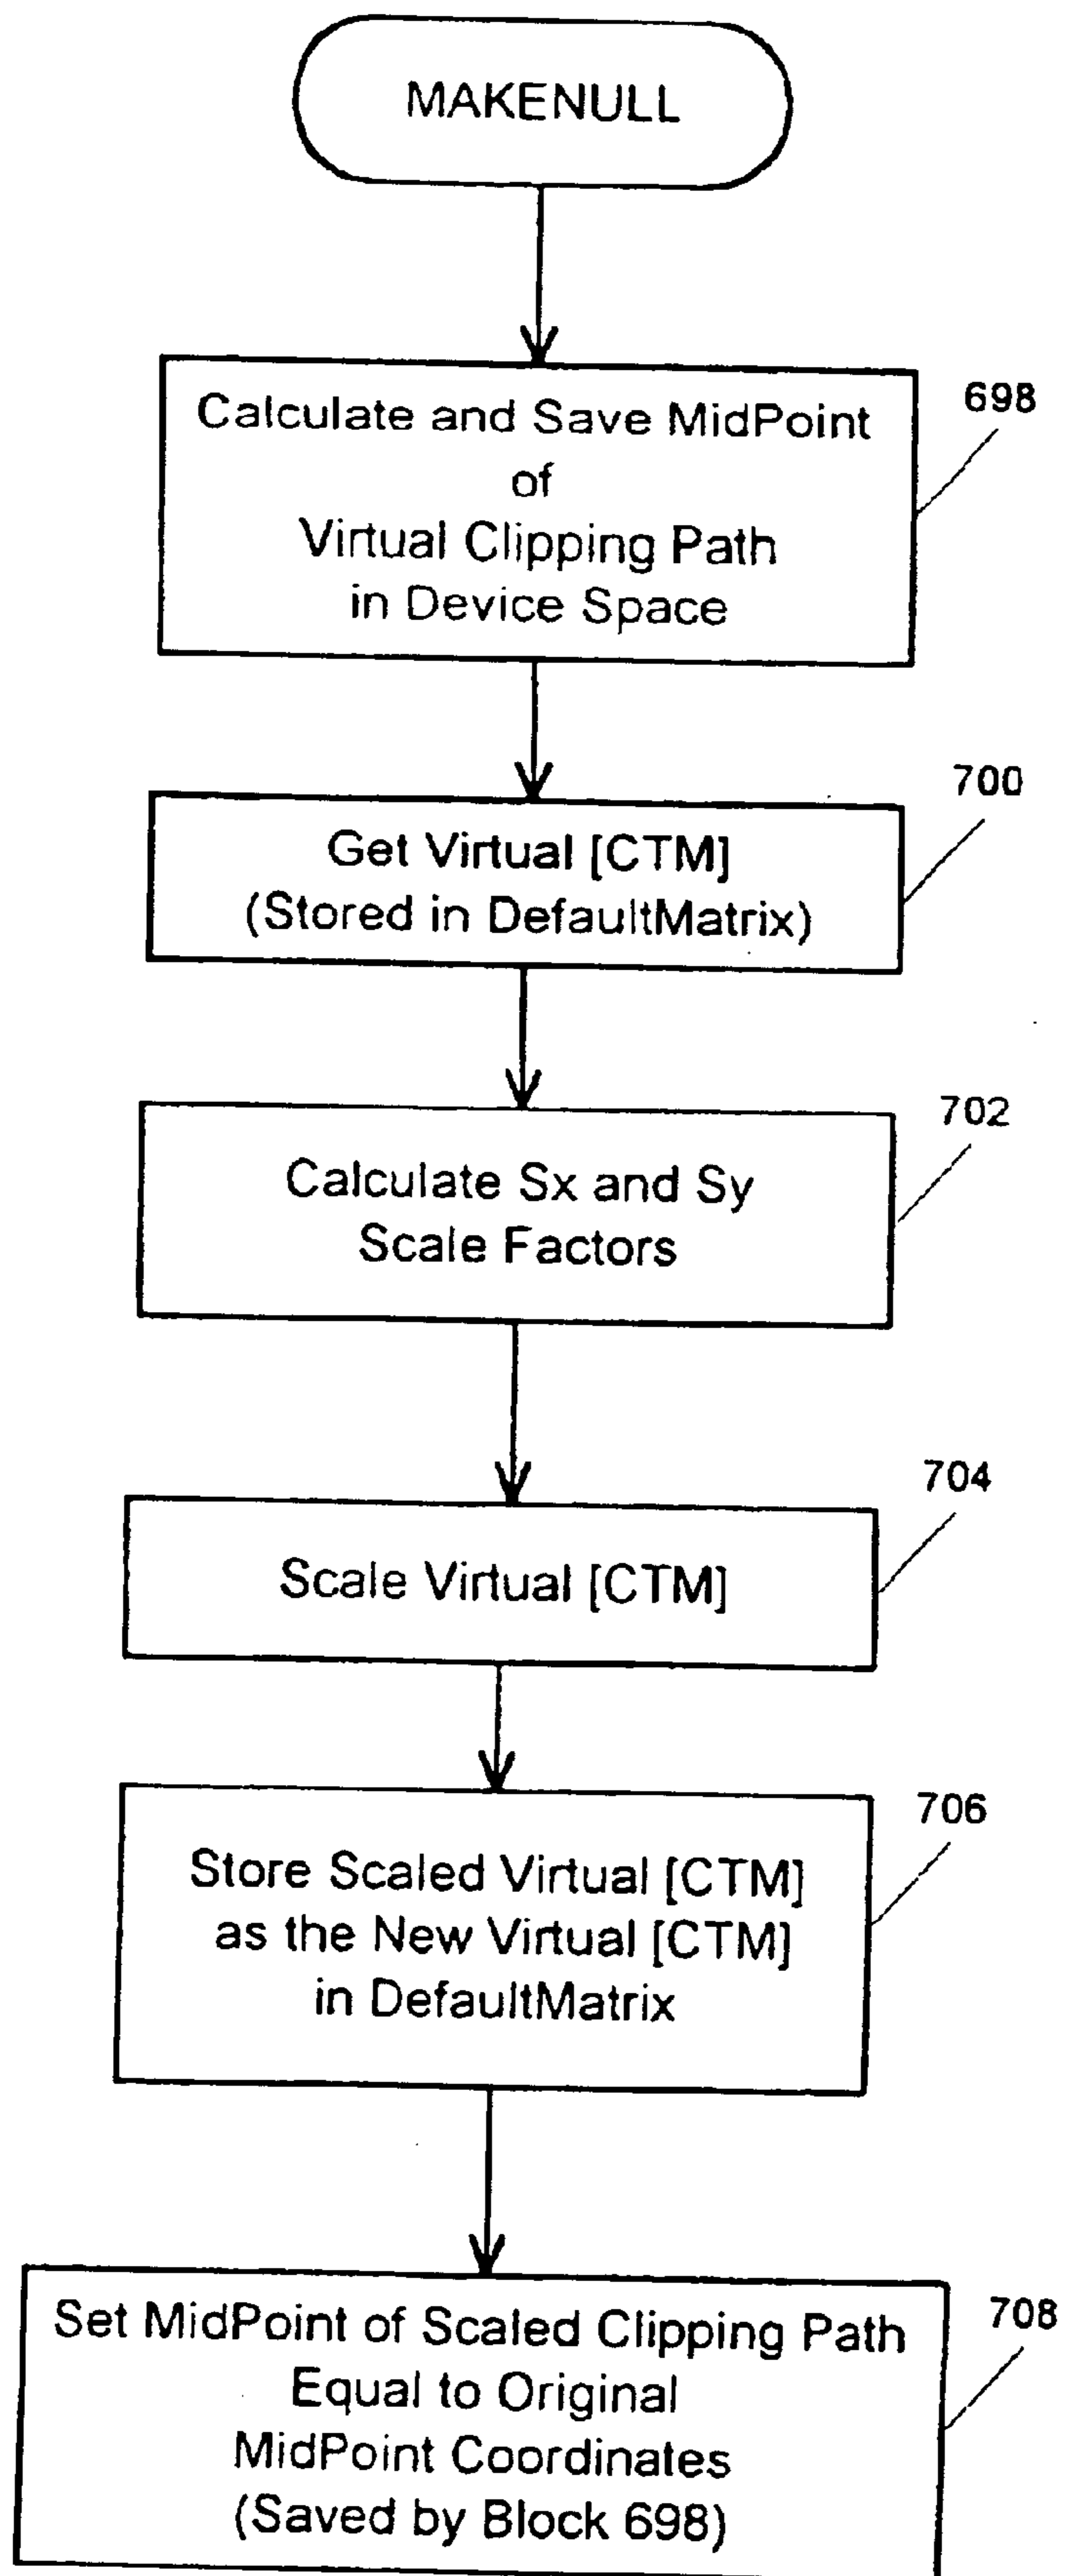 MAKENULL
Calculate and Save MidPoint
of
Virtual Clipping Path
in Device Space
698
Get Virtual [CTM]
(Stored in DefaultMatrix)
700
Calculate Sx and Sy
Scale Factors
702
Scale Virtual [CTM]
704
Store Scaled Virtual [CTM]
as the New Virtual [CTM]
in DefaultMatrix
706
Set MidPoint of Scaled Clipping Path
Equal to Original
MidPoint Coordinates
(Saved by Block 698)
708